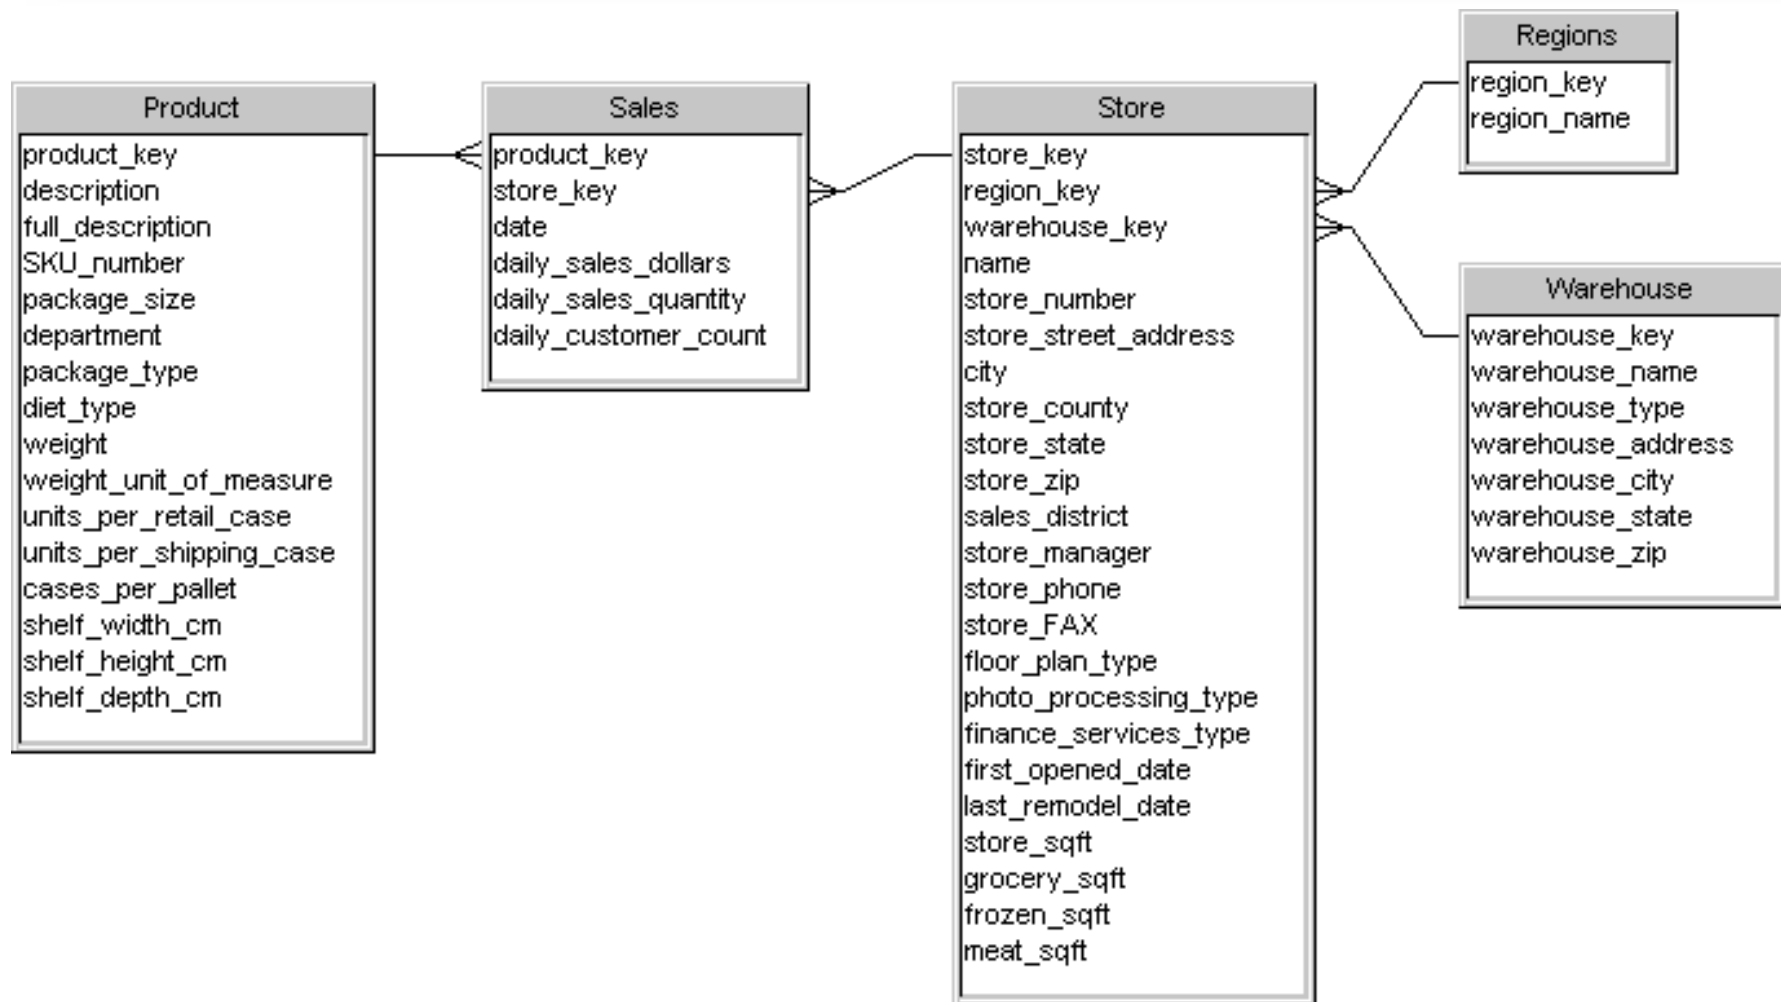 Product
product_key
description
full_description
SKU_number
package_size
department
package_type
diet_type
weight
weight_unit_of_measure
units_per_retail_case
units_per_shipping_case
cases_per_pallet
shelf_width_cm
shelf_height_cm
shelf_depth_cm
Sales
product_key
store_key
date
daily_sales_dollars
daily_sales_quantity
daily_customer_count
Store
store_key
region_key
warehouse_key
name
store_number
store_street_address
city
store_county
store_state
store_zip
sales_district
store_manager
store_phone
store_FAX
floor_plan_type
photo_processing_type
finance_services_type
first_opened_date
last_remodel_date
store_sqft
grocery_sqft
frozen_sqft
meat_sqft
Regions
region_key
region_name
Warehouse
warehouse_key
warehouse_name
warehouse_type
warehouse_address
warehouse_city
warehouse_state
warehouse_zip